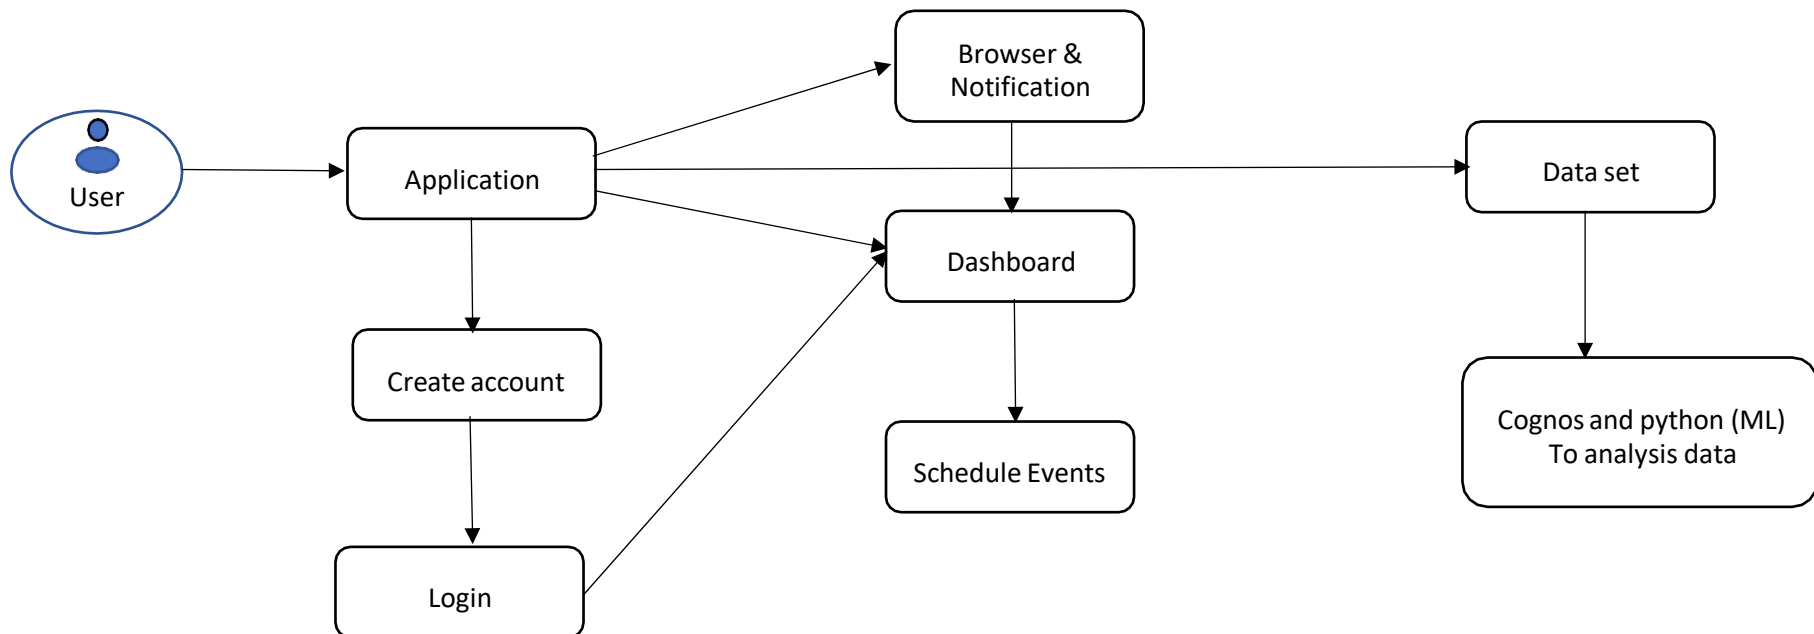 Browser &
Notification
User
Application
Data set
Dashboard
Create account
Cognos and python (ML)
To analysis data
Schedule Events
Login